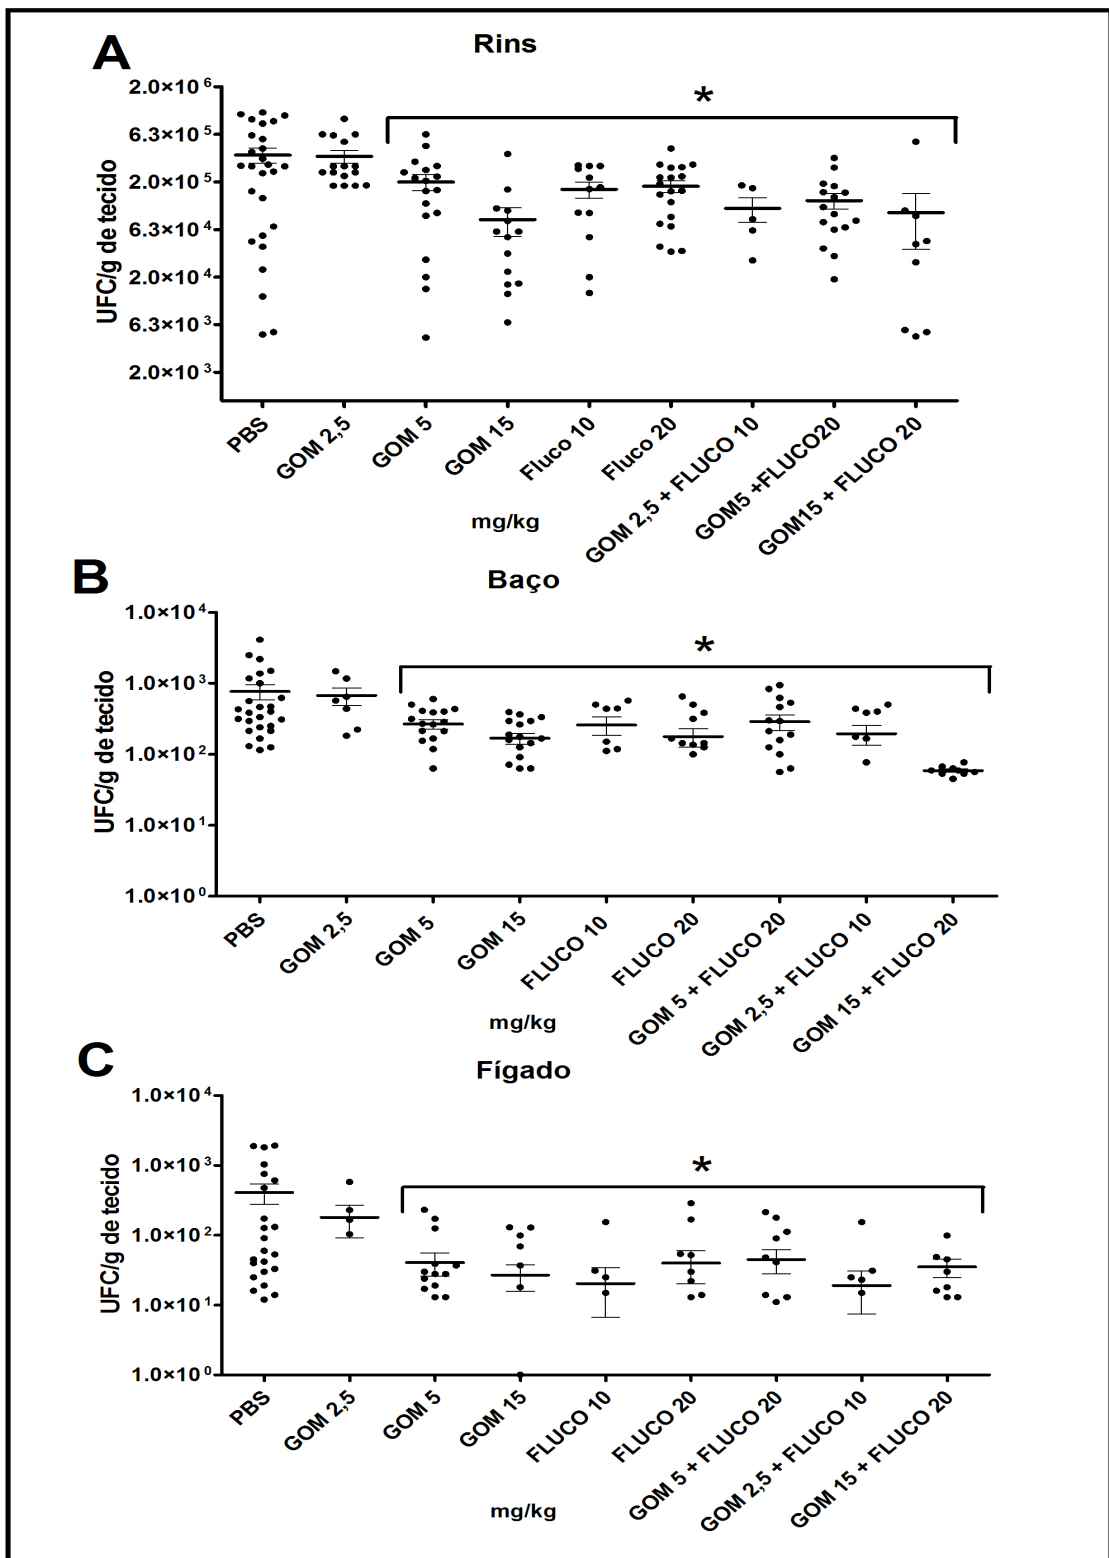 A
Rins
*
UFC/g de tecido
2.0×10⁶
6.3×10⁵
2.0×10⁵
6.3×10⁴
2.0×10⁴
6.3×10³
2.0×10³
PBS
GOM 2,5
GOM 5
GOM 15
Fluco 10
Fluco 20
GOM 2,5 + FLUCO 10
GOM5 +FLUCO20
GOM15 + FLUCO 20
mg/kg
B
Baço
*
UFC/g de tecido
1.0×10⁴
1.0×10³
1.0×10²
1.0×10¹
1.0×10⁰
PBS
GOM 2,5
GOM 5
GOM 15
FLUCO 10
FLUCO 20
GOM 5 + FLUCO 20
GOM 2,5 + FLUCO 10
GOM 15 + FLUCO 20
mg/kg
C
Fígado
*
UFC/g de tecido
1.0×10⁴
1.0×10³
1.0×10²
1.0×10¹
1.0×10⁰
PBS
GOM 2,5
GOM 5
GOM 15
FLUCO 10
FLUCO 20
GOM 5 + FLUCO 20
GOM 2,5 + FLUCO 10
GOM 15 + FLUCO 20
mg/kg